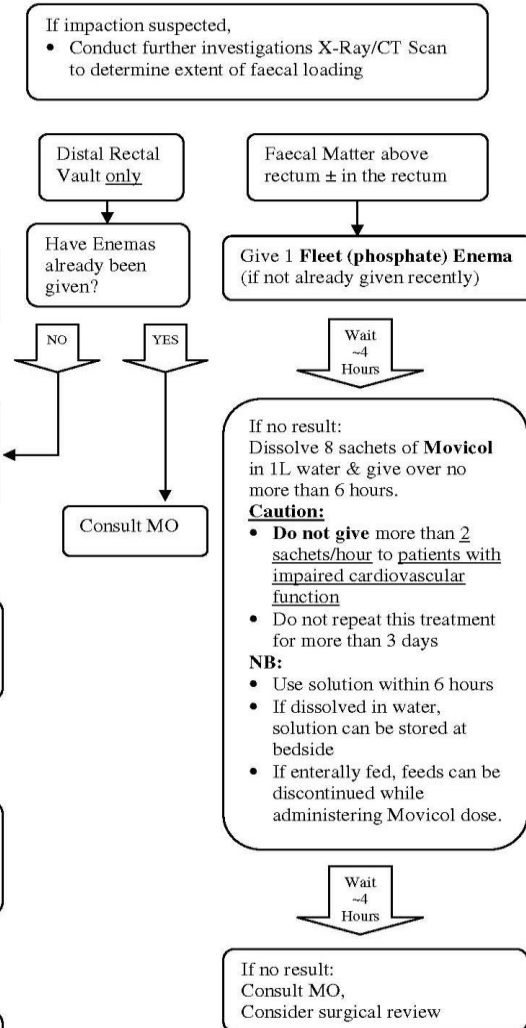 If impaction suspected,
• Conduct further investigations X-Ray/CT Scan
to determine extent of faecal loading
Distal Rectal
Vault only
Have Enemas
already been
given?
NO
YES
Consult MO
Faecal Matter above
rectum ± in the rectum
Give 1 Fleet (phosphate) Enema
(if not already given recently)
Wait
~4
Hours
If no result:
Dissolve 8 sachets of Movicol
in 1L water & give over no
more than 6 hours.
Caution:
• Do not give more than 2
sachets/hour to patients with
impaired cardiovascular
function
• Do not repeat this treatment
for more than 3 days
NB:
• Use solution within 6 hours
• If dissolved in water,
solution can be stored at
bedside
• If enterally fed, feeds can be
discontinued while
administering Movicol dose.
Wait
~4
Hours
If no result:
Consult MO,
Consider surgical review